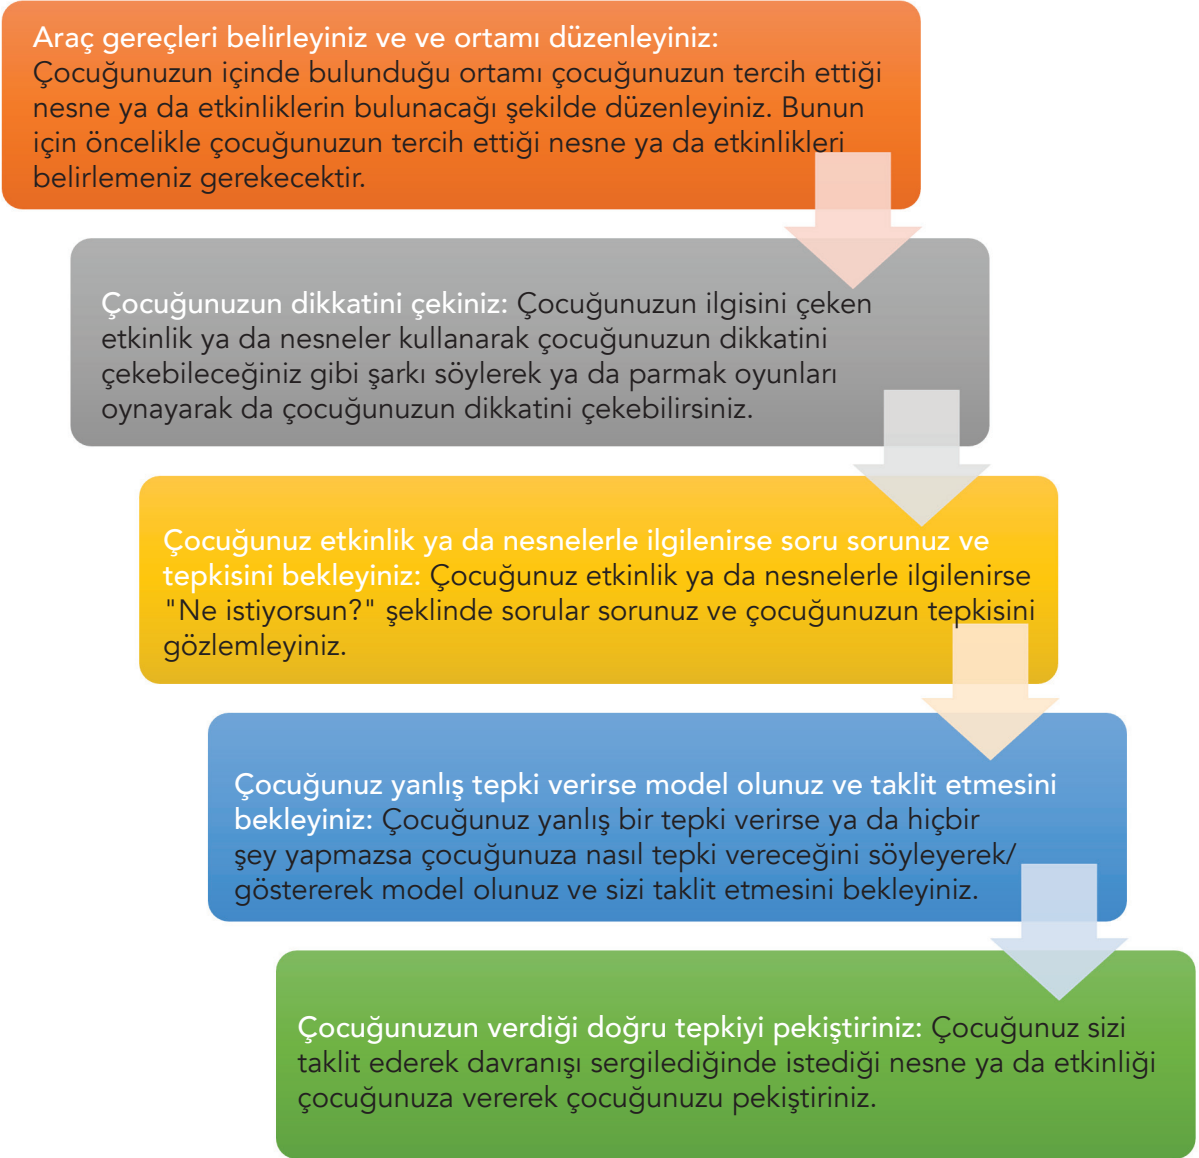 Araç gereçleri belirleyiniz ve ve ortamı düzenleyiniz:
Çocuğunuzun içinde bulunduğu ortamı çocuğunuzun tercih ettiği
nesne ya da etkinliklerin bulunacağı şekilde düzenleyiniz. Bunun
için öncelikle çocuğunuzun tercih ettiği nesne ya da etkinlikleri
belirlemeniz gerekecektir.
Çocuğunuzun dikkatini çekiniz: Çocuğunuzun ilgisini çeken
etkinlik ya da nesneler kullanarak çocuğunuzun dikkatini
çekebileceğiniz gibi şarkı söylerek ya da parmak oyunları
oynayarak da çocuğunuzun dikkatini çekebilirsiniz.
Çocuğunuz etkinlik ya da nesnelerle ilgilenirse soru sorunuz ve
tepkisini bekleyiniz: Çocuğunuz etkinlik ya da nesnelerle ilgilenirse
"Ne istiyorsun?" şeklinde sorular sorunuz ve çocuğunuzun tepkisini
gözlemleyiniz.
Çocuğunuz yanlış tepki verirse model olunuz ve taklit etmesini
bekleyiniz: Çocuğunuz yanlış bir tepki verirse ya da hiçbir
şey yapmazsa çocuğunuza nasıl tepki vereceğini söyleyerek/
göstererek model olunuz ve sizi taklit etmesini bekleyiniz.
Çocuğunuzun verdiği doğru tepkiyi pekiştiriniz: Çocuğunuz sizi
taklit ederek davranışı sergilediğinde istediği nesne ya da etkinliği
çocuğunuza vererek çocuğunuzu pekiştiriniz.